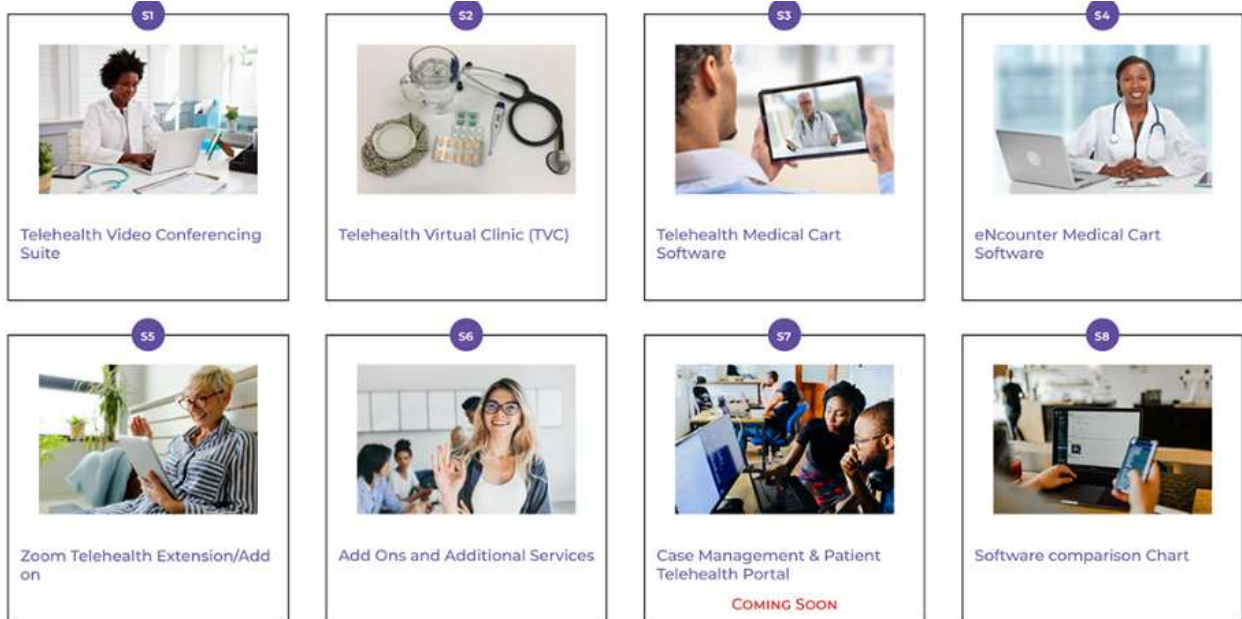 S1
S2
S3
S4
Telehealth Video Conferencing
Suite
Telehealth Virtual Clinic (TVC)
Telehealth Medical Cart
Software
eNcounter Medical Cart
Software
S5
S6
S7
S8
Zoom Telehealth Extension/Add
on
Add Ons and Additional Services
Case Management & Patient
Telehealth Portal
Coming Soon
Software comparison Chart